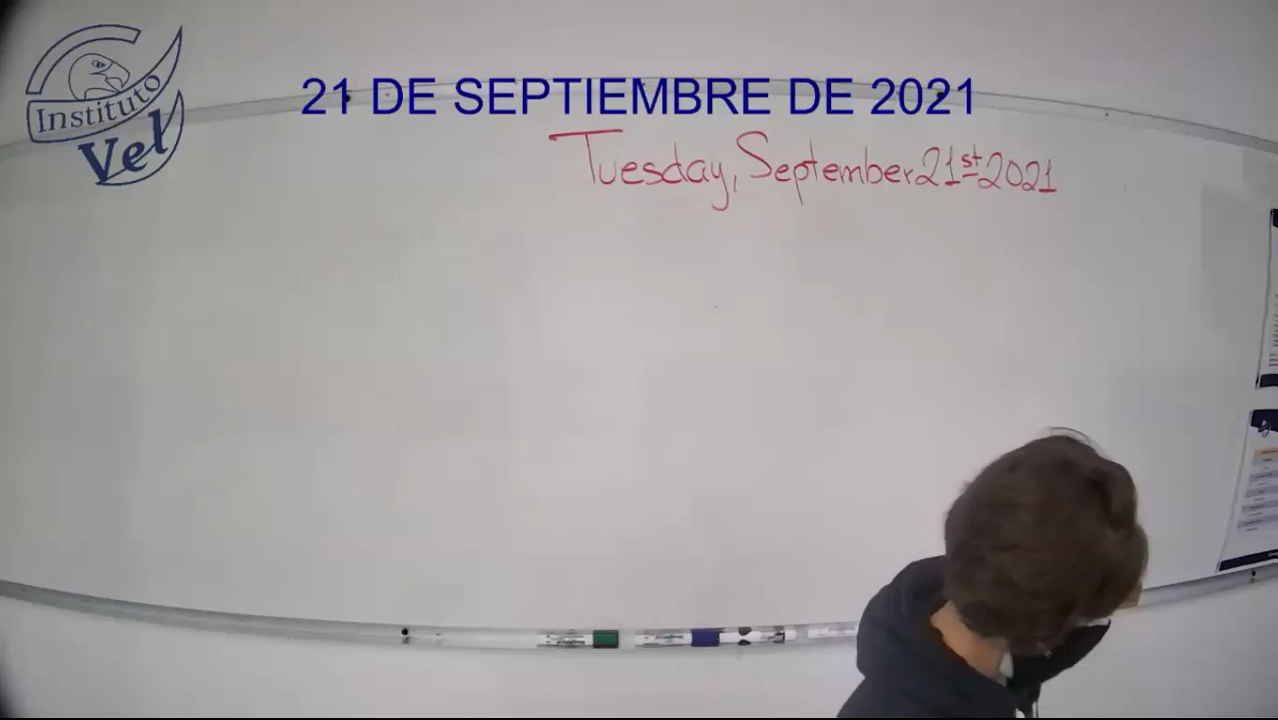 Instituto
Vel
21 DE SEPTIEMBRE DE 2021
Tuesday, September 21st 2021